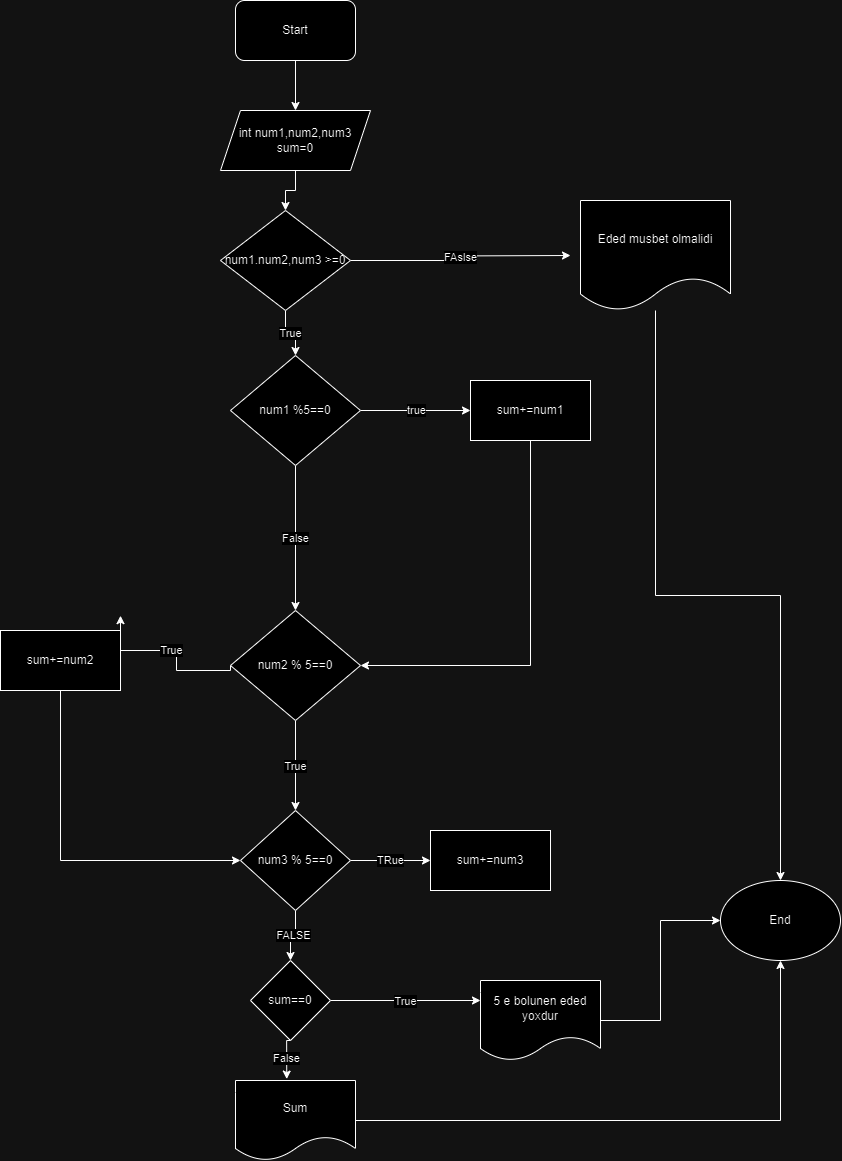 Start
int num1,num2,num3
sum=0
num1.num2,num3 >=0
FAslse
Eded musbet olmalidi
True
num1 %5==0
true
sum+=num1
False
sum+=num2
True
num2 % 5==0
True
num3 % 5==0
TRue
sum+=num3
FALSE
End
sum==0
True
5 e bolunen eded
yoxdur
False
Sum